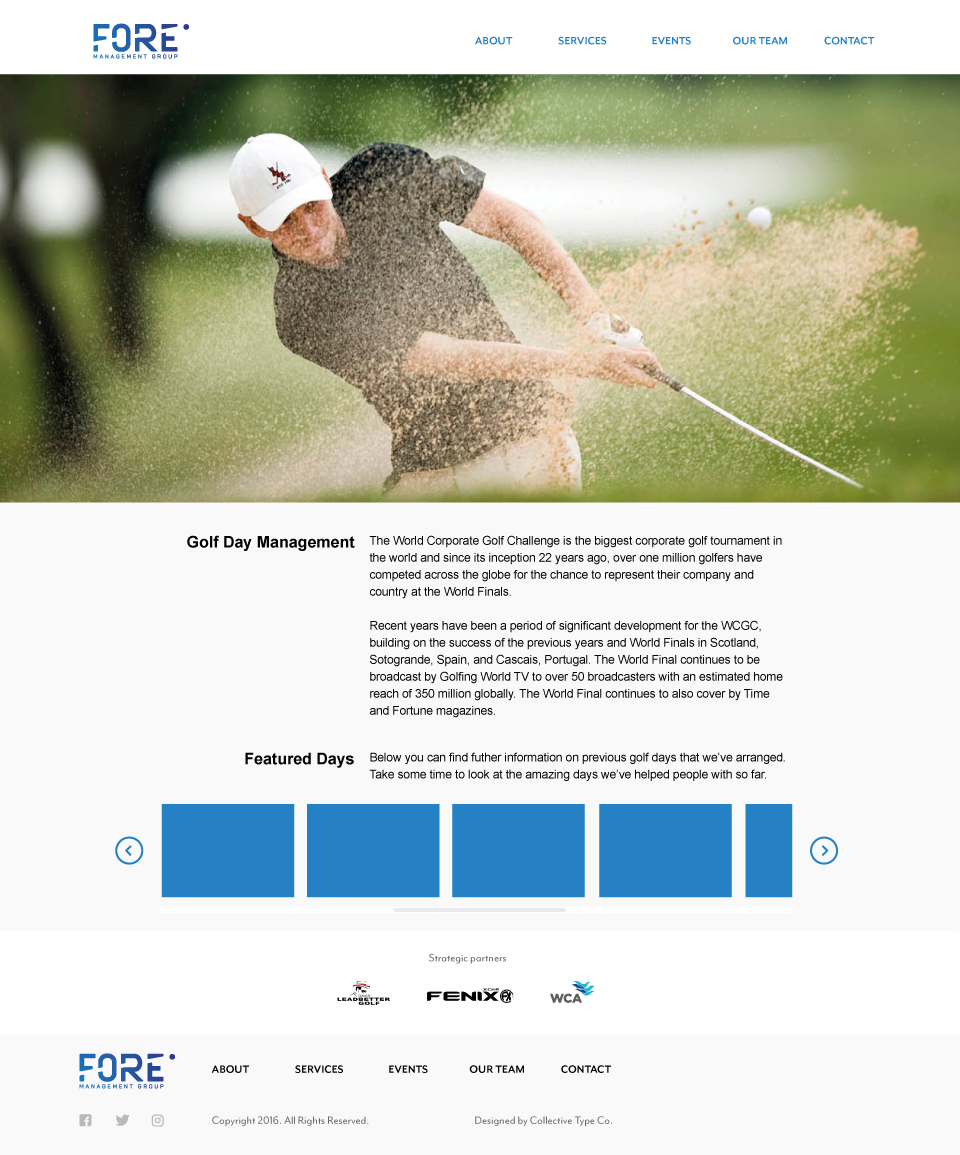 FORE
MANAGEMENT GROUP
ABOUT SERVICES EVENTS OUR TEAM CONTACT
Golf Day Management
The World Corporate Golf Challenge is the biggest corporate golf tournament in
the world and since its inception 22 years ago, over one million golfers have
competed across the globe for the chance to represent their company and
country at the World Finals.
Recent years have been a period of significant development for the WCGC,
building on the success of the previous years and World Finals in Scotland,
Sotogrande, Spain, and Cascais, Portugal. The World Final continues to be
broadcast by Golfing World TV to over 50 broadcasters with an estimated home
reach of 350 million globally. The World Final continues to also cover by Time
and Fortune magazines.
Featured Days
Below you can find futher information on previous golf days that we've arranged.
Take some time to look at the amazing days we've helped people with so far.
Strategic partners
LEADBETTER
GOLF
FENIX
WCA
FORE
MANAGEMENT GROUP
ABOUT SERVICES EVENTS OUR TEAM CONTACT
Copyright 2016. All Rights Reserved.
Designed by Collective Type Co.